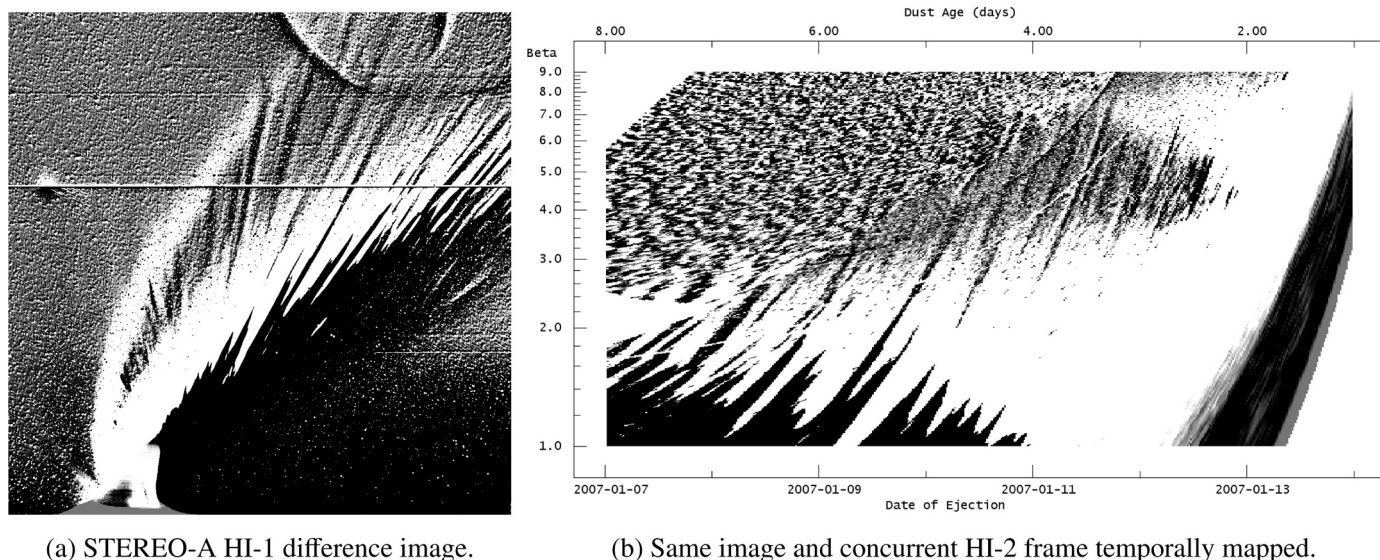 Dust Age (days)
8.00 6.00 4.00 2.00
Beta
9.0
8.0
7.0
6.0
5.0
4.0
3.0
2.0
1.0
2007-01-07 2007-01-09 2007-01-11 2007-01-13
Date of Ejection
(a) STEREO-A HI-1 difference image.
(b) Same image and concurrent HI-2 frame temporally mapped.